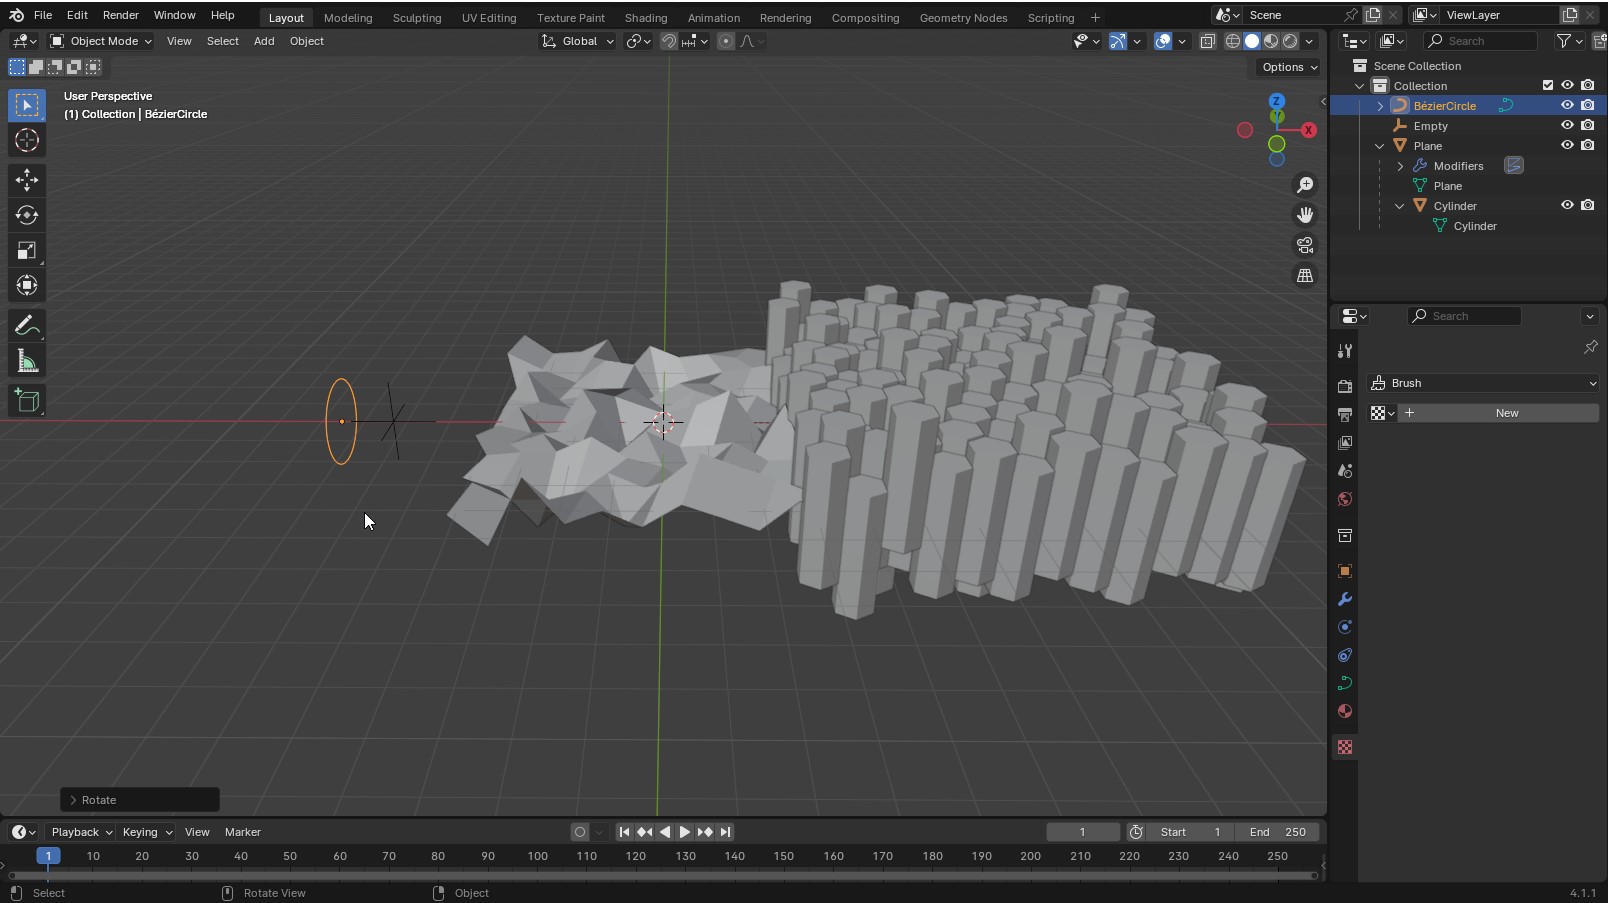 File Edit Render Window Help Layout Modeling Sculpting UV Editing Texture Paint Shading Animation Rendering Compositing Geometry Nodes Scripting + Scene ViewLayer
Object Mode View Select Add Object Global Search
Options
User Perspective
(1) Collection | BézierCircle
Z
Y
X
Scene Collection
Collection
BézierCircle
Empty
Plane
Modifiers
Plane
Cylinder
Cylinder
Search
Brush
+ New
Rotate
Playback Keying View Marker 1 Start 1 End 250
1 10 20 30 40 50 60 70 80 90 100 110 120 130 140 150 160 170 180 190 200 210 220 230 240 250
Select Rotate View Object 4.1.1